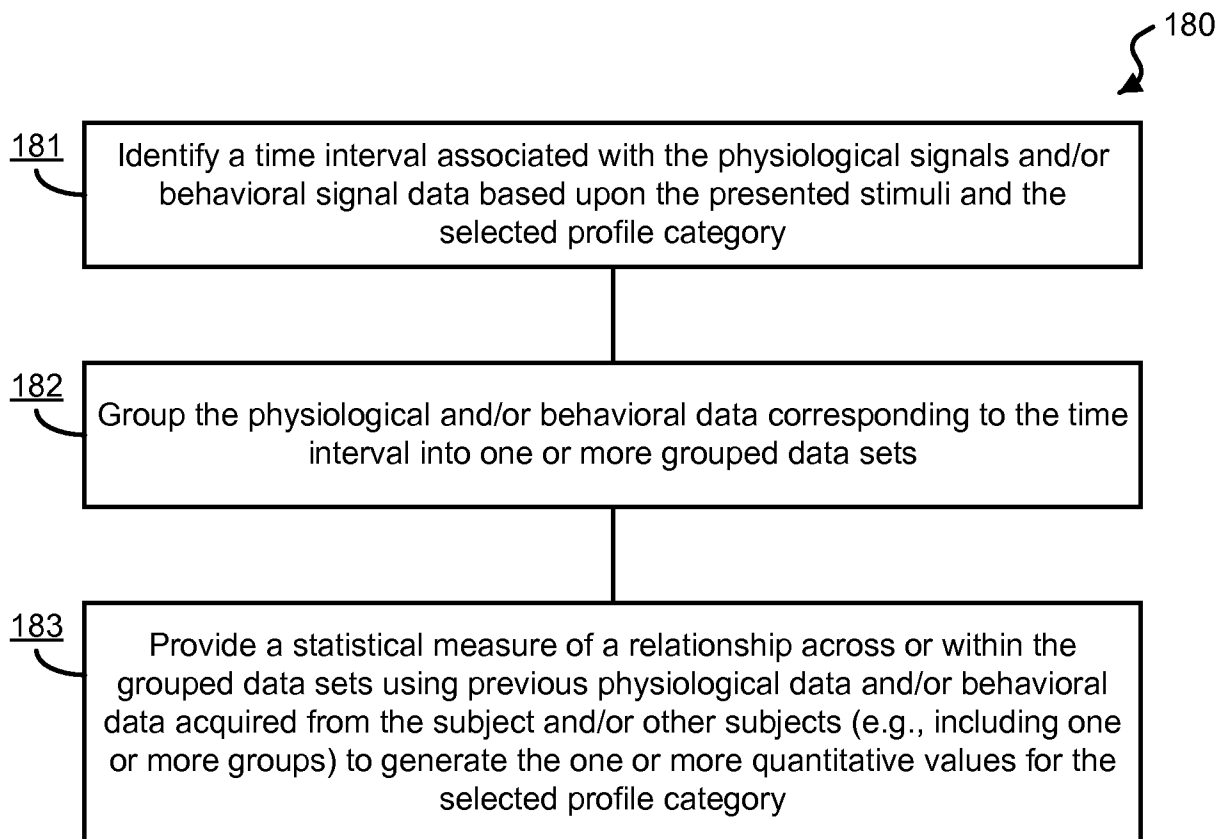 180
181
Identify a time interval associated with the physiological signals and/or
behavioral signal data based upon the presented stimuli and the
selected profile category
182
Group the physiological and/or behavioral data corresponding to the time
interval into one or more grouped data sets
183
Provide a statistical measure of a relationship across or within the
grouped data sets using previous physiological data and/or behavioral
data acquired from the subject and/or other subjects (e.g., including one
or more groups) to generate the one or more quantitative values for the
selected profile category